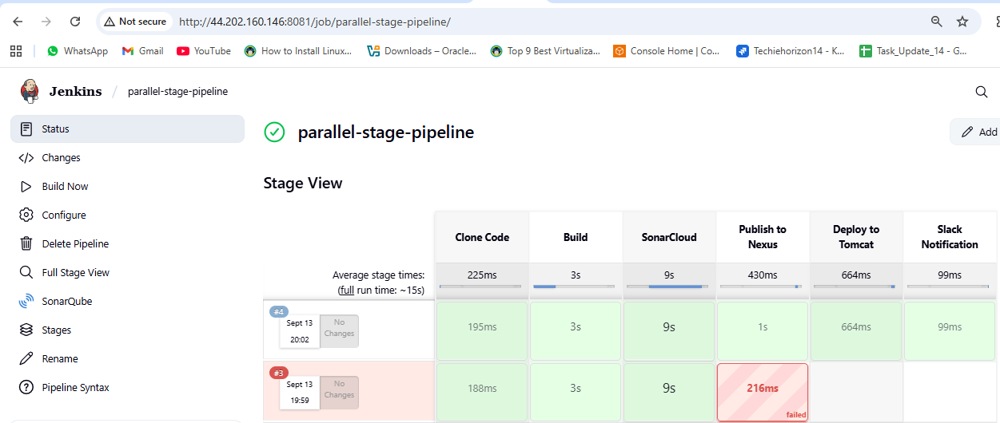 Not secure http://44.202.160.146:8081/job/parallel-stage-pipeline/
WhatsApp Gmail YouTube How to Install Linux... Downloads – Oracle... Top 9 Best Virtualiza... Console Home | Co... Techiehorizon14 - K... Task_Update_14 - G...
Jenkins / parallel-stage-pipeline
Status
Changes
Build Now
Configure
Delete Pipeline
Full Stage View
SonarQube
Stages
Rename
Pipeline Syntax
parallel-stage-pipeline
Add
Stage View
Clone Code Build SonarCloud Publish to Nexus Deploy to Tomcat Slack Notification
Average stage times: 225ms 3s 9s 430ms 664ms 99ms
(full run time: ~15s)
#4
Sept 13 No
20:02 Changes
195ms 3s 9s 1s 664ms 99ms
#3
Sept 13 No
19:59 Changes
188ms 3s 9s 216ms
failed